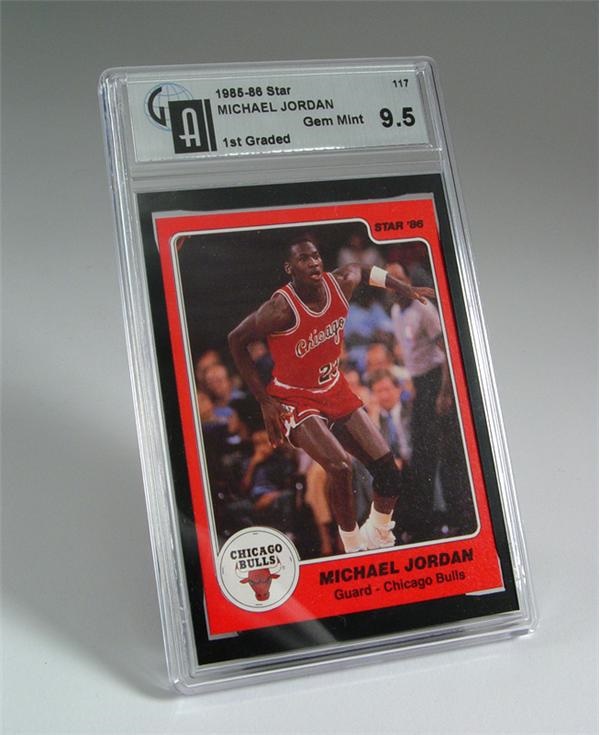 1985-86 Star 117
MICHAEL JORDAN
Gem Mint 9.5
1st Graded
GA
STAR '86
Chicago
23
CHICAGO
BULLS
MICHAEL JORDAN
Guard - Chicago Bulls